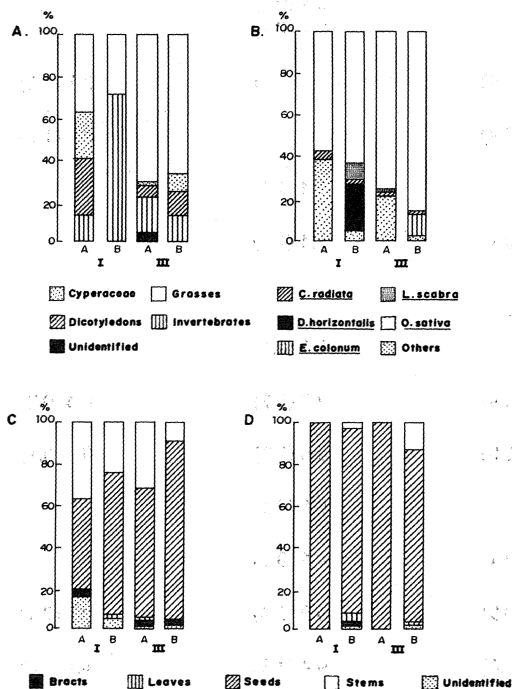 A.
%
100
80
60
40
20
0
A B A B
I III
Cyperaceae Grasses
Dicotyledons Invertebrates
Unidentified
B.
%
100
80
60
40
20
0
A B A B
I III
C. radiata L. scabra
D. horizontalis O. sativa
E. colonum Others
C
%
100
80
60
40
20
0
A B A B
I III
D
%
100
80
60
40
20
0
A B A B
I III
Bracts Leaves Seeds Stems Unidentified